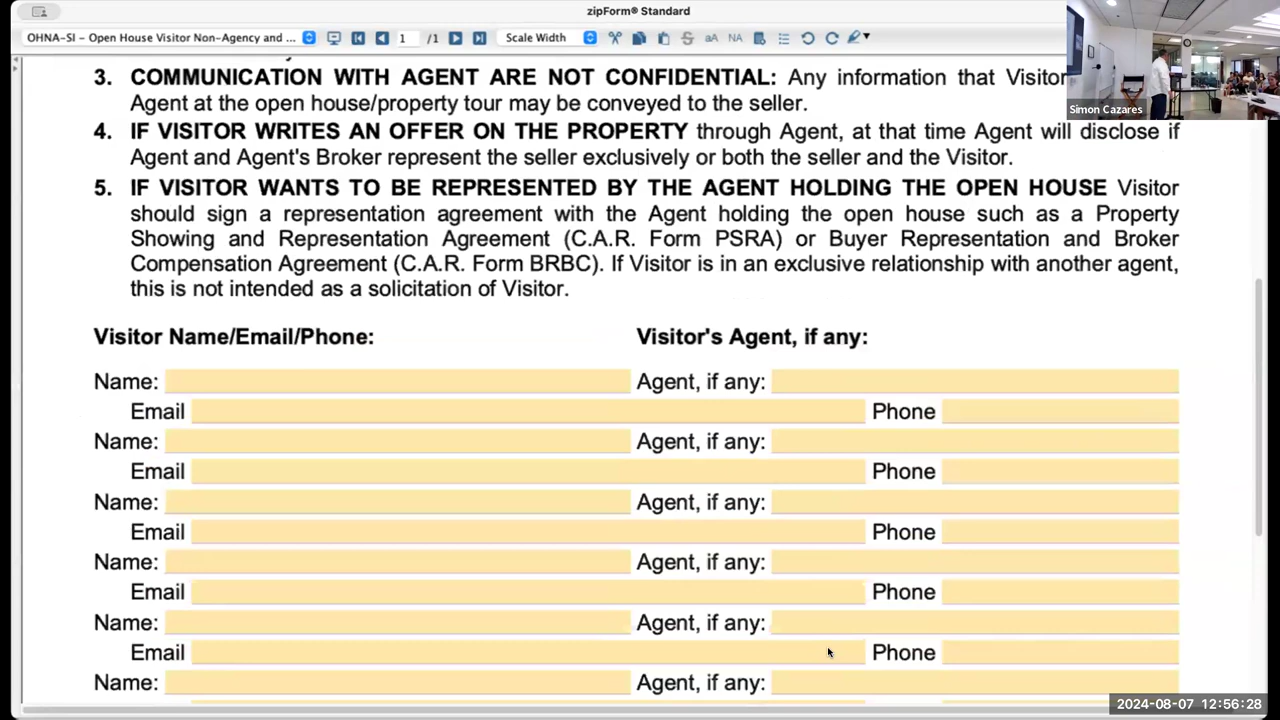 zipForm® Standard
OHNA-SI – Open House Visitor Non-Agency and ...
1 /1
Scale Width
aA NA
Simon Cazares
3. COMMUNICATION WITH AGENT ARE NOT CONFIDENTIAL: Any information that Visitor
Agent at the open house/property tour may be conveyed to the seller.
4. IF VISITOR WRITES AN OFFER ON THE PROPERTY through Agent, at that time Agent will disclose if
Agent and Agent's Broker represent the seller exclusively or both the seller and the Visitor.
5. IF VISITOR WANTS TO BE REPRESENTED BY THE AGENT HOLDING THE OPEN HOUSE Visitor
should sign a representation agreement with the Agent holding the open house such as a Property
Showing and Representation Agreement (C.A.R. Form PSRA) or Buyer Representation and Broker
Compensation Agreement (C.A.R. Form BRBC). If Visitor is in an exclusive relationship with another agent,
this is not intended as a solicitation of Visitor.
Visitor Name/Email/Phone: Visitor's Agent, if any:
Name: Agent, if any:
Email Phone
Name: Agent, if any:
Email Phone
Name: Agent, if any:
Email Phone
Name: Agent, if any:
Email Phone
Name: Agent, if any:
Email Phone
Name: Agent, if any:
2024-08-07 12:56:28